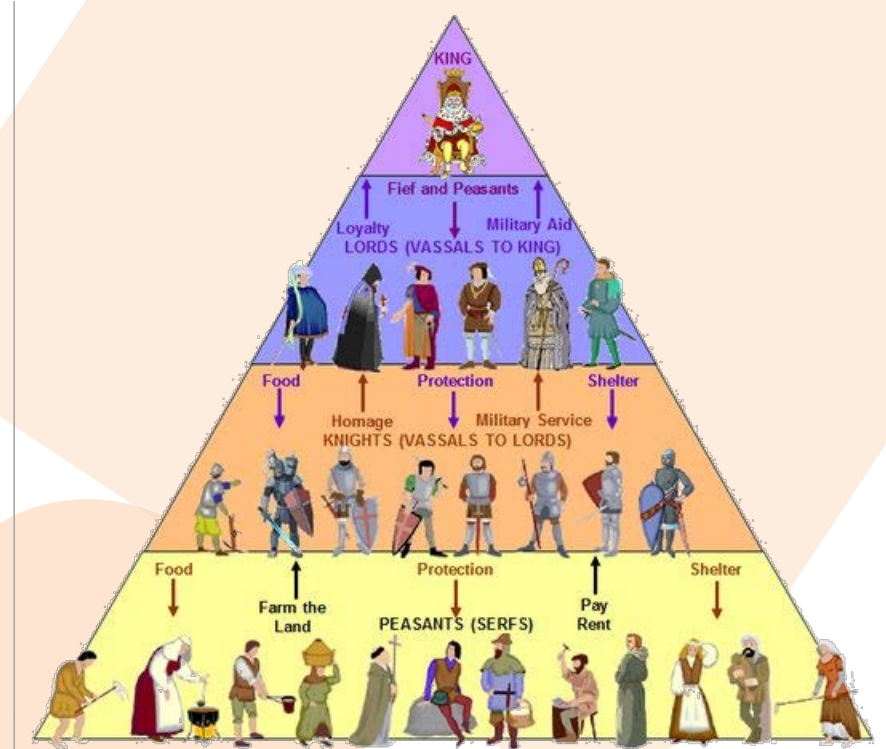 KING
Fief and Peasants
Loyalty
Military Aid
LORDS (VASSALS TO KING)
Food
Protection
Shelter
Homage
Military Service
KNIGHTS (VASSALS TO LORDS)
Food
Protection
Shelter
Farm the
Land
Pay
Rent
PEASANTS (SERFS)